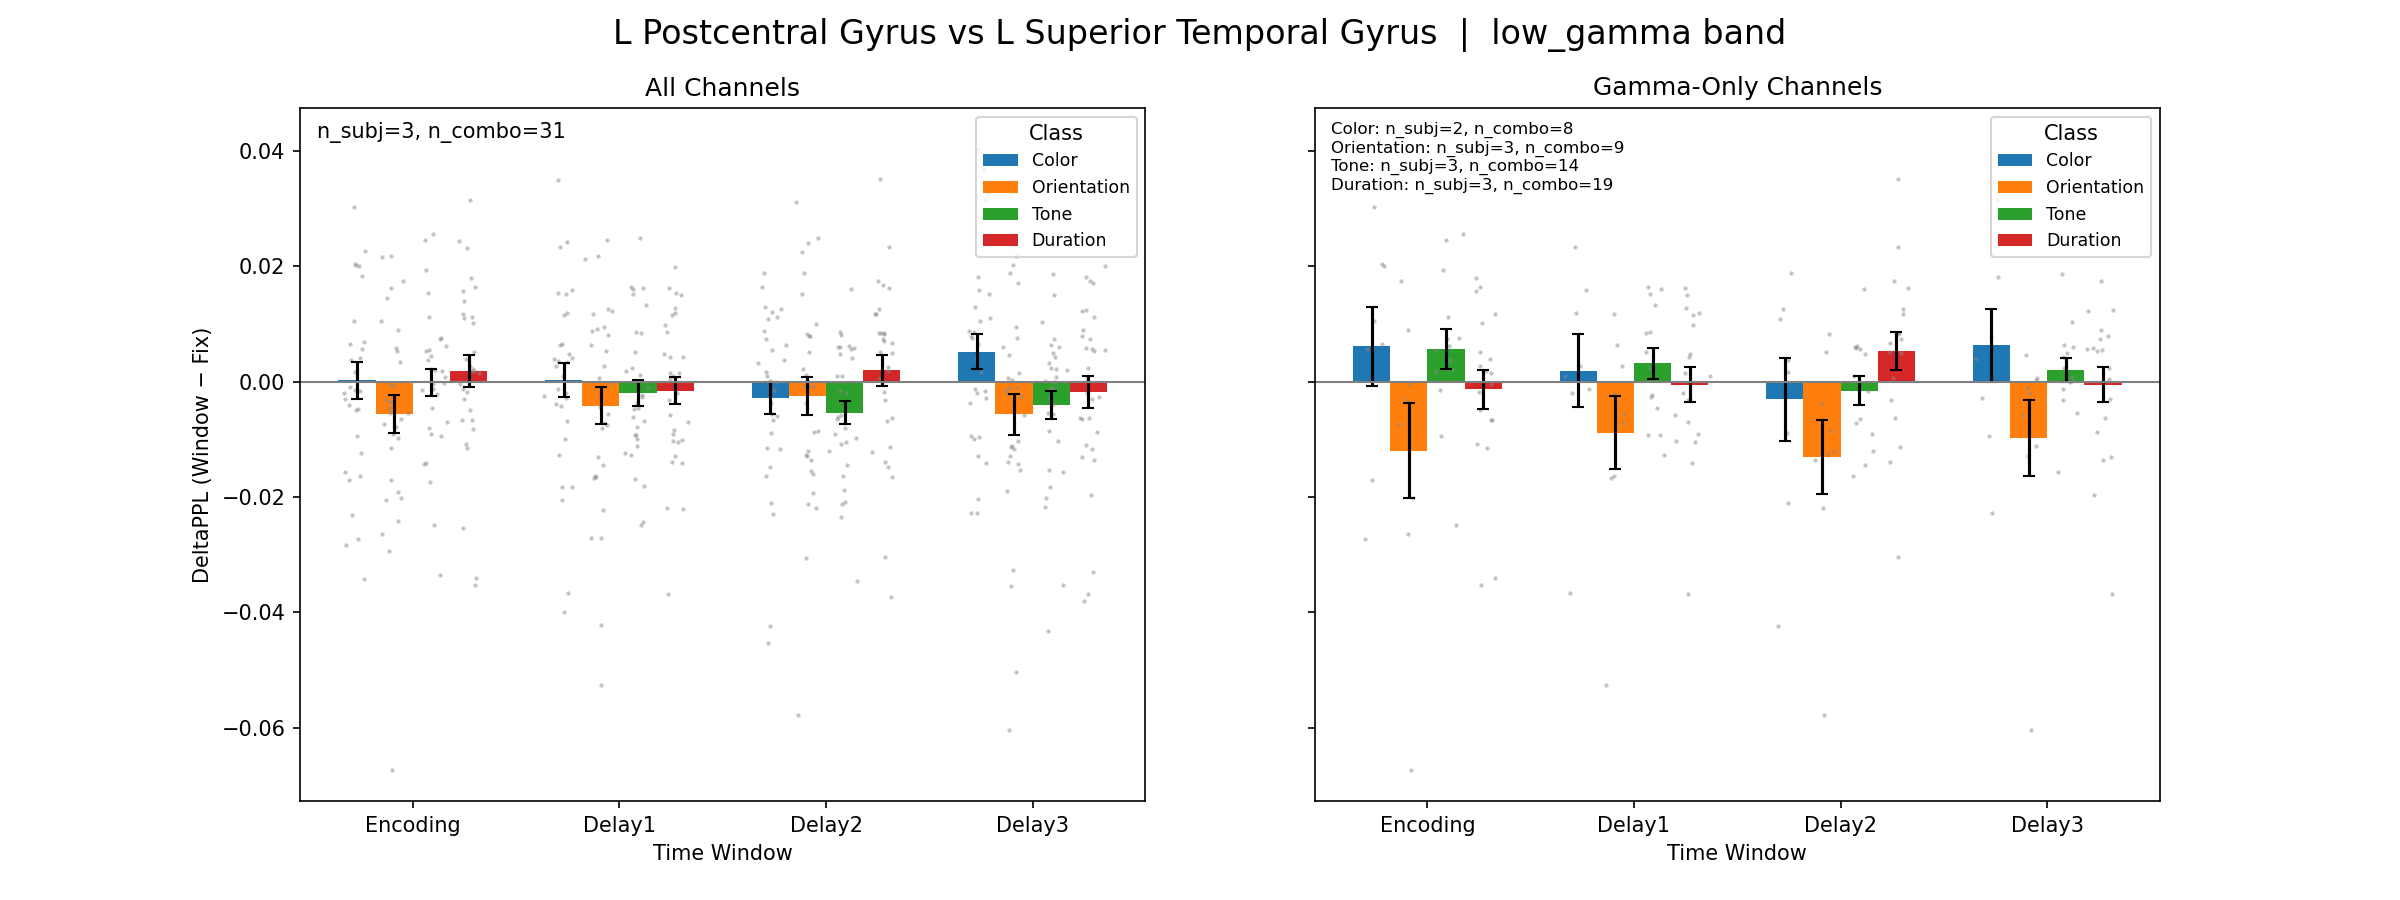 L Postcentral Gyrus vs L Superior Temporal Gyrus | low_gamma band
All Channels
n_subj=3, n_combo=31
Class
Color
Orientation
Tone
Duration
0.04
0.02
0.00
−0.02
−0.04
−0.06
DeltaPPL (Window − Fix)
Encoding
Delay1
Delay2
Delay3
Time Window
Gamma-Only Channels
Color: n_subj=2, n_combo=8
Orientation: n_subj=3, n_combo=9
Tone: n_subj=3, n_combo=14
Duration: n_subj=3, n_combo=19
Class
Color
Orientation
Tone
Duration
Encoding
Delay1
Delay2
Delay3
Time Window